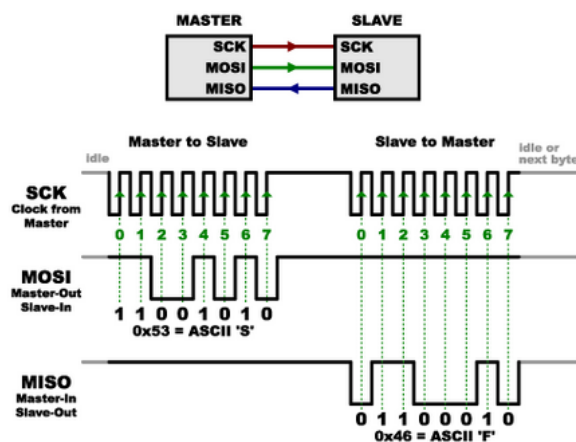 MASTER SLAVE
SCK SCK
MOSI MOSI
MISO MISO
Master to Slave Slave to Master
idle
idle or
next byte
SCK
Clock from
Master
0 1 2 3 4 5 6 7 0 1 2 3 4 5 6 7
MOSI
Master-Out
Slave-In
1 1 0 0 1 0 1 0
0x53 = ASCII 'S'
MISO
Master-In
Slave-Out
0 1 1 0 0 0 1 0
0x46 = ASCII 'F'